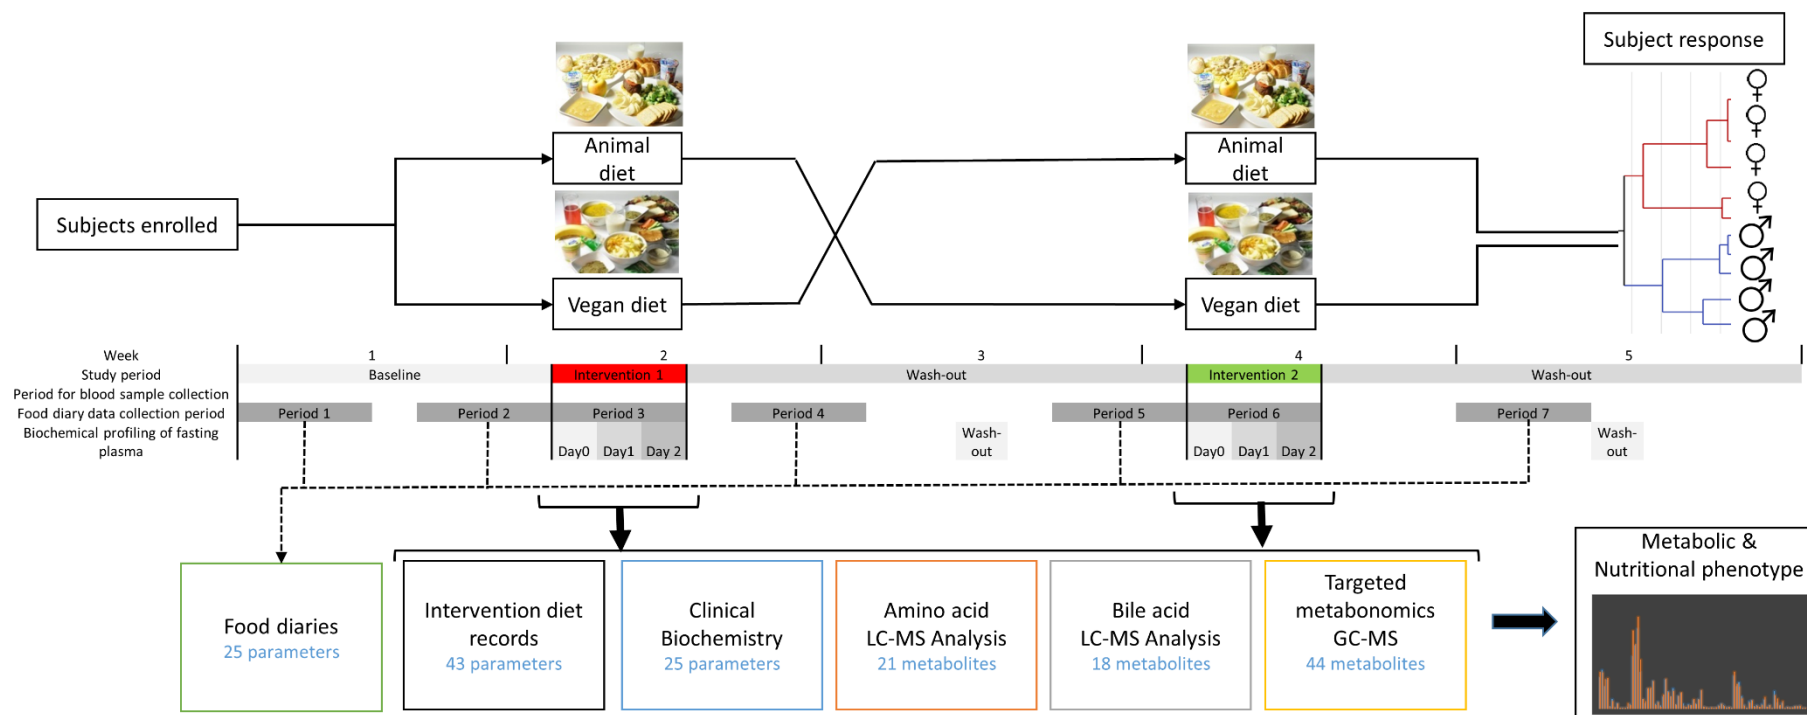 Subject response
Animal
diet
Animal
diet
Subjects enrolled
Vegan diet
Vegan diet
Week
1
2
3
4
5
Study period
Baseline
Intervention 1
Wash-out
Intervention 2
Wash-out
Period for blood sample collection
Food diary data collection period
Period 1
Period 2
Period 3
Period 4
Period 5
Period 6
Period 7
Biochemical profiling of fasting
plasma
Day0
Day1
Day 2
Wash-
out
Day0
Day1
Day 2
Wash-
out
Food diaries
25 parameters
Intervention diet
records
43 parameters
Clinical
Biochemistry
25 parameters
Amino acid
LC-MS Analysis
21 metabolites
Bile acid
LC-MS Analysis
18 metabolites
Targeted
metabonomics
GC-MS
44 metabolites
Metabolic &
Nutritional phenotype